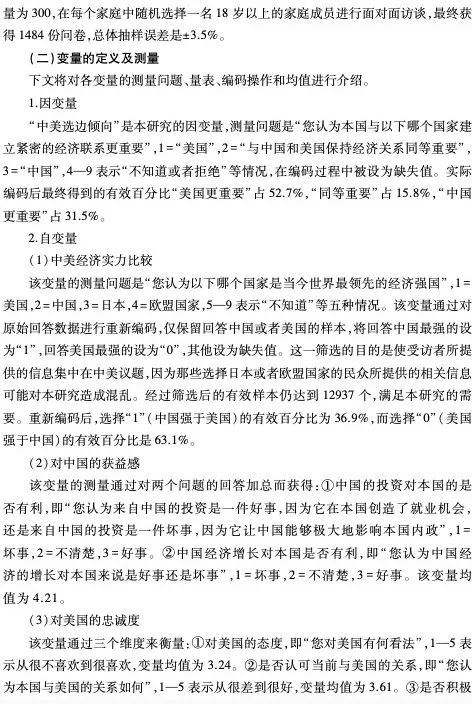 量为 300,在每个家庭中随机选择一名 18 岁以上的家庭成员进行面对面访谈，最终获
得 1484 份问卷,总体抽样误差是±3.5%。
(二)变量的定义及测量
下文将对各变量的测量问题、量表、编码操作和均值进行介绍。
1.因变量
“中美选边倾向”是本研究的因变量,测量问题是“您认为本国与以下哪个国家建
立紧密的经济联系更重要”,1=“美国”,2=“与中国和美国保持经济关系同等重要”,
3=“中国”,4—9 表示“不知道或者拒绝”等情况,在编码过程中被设为缺失值。实际
编码后最终得到的有效百分比“美国更重要”占 52.7%,“同等重要”占 15.8%,“中国
更重要”占 31.5%。
2.自变量
(1)中美经济实力比较
该变量的测量问题是“您认为以下哪个国家是当今世界最领先的经济强国”,1=
美国,2=中国,3=日本,4=欧盟国家,5—9 表示“不知道”等五种情况。该变量通过对
原始回答数据进行重新编码,仅保留回答中国或者美国的样本,将回答中国最强的设
为“1”,回答美国最强的设为“0”,其他设为缺失值。这一筛选的目的是使受访者所提
供的信息集中在中美议题,因为那些选择日本或者欧盟国家的民众所提供的相关信息
可能对本研究造成混乱。经过筛选后的有效样本仍达到 12937 个,满足本研究的需
要。重新编码后,选择“1”(中国强于美国)的有效百分比为 36.9%,而选择“0”(美国
强于中国)的有效百分比是 63.1%。
(2)对中国的获益感
该变量的测量通过对两个问题的回答加总而获得:①中国的投资对本国的是
否有利,即“您认为来自中国的投资是一件好事,因为它在本国创造了就业机会,
还是来自中国的投资是一件坏事,因为它让中国能够极大地影响本国内政”,1=
坏事,2=不清楚,3=好事。②中国经济增长对本国是否有利,即“您认为中国经
济的增长对本国来说是好事还是坏事”,1=坏事,2=不清楚,3=好事。该变量均
值为 4.21。
(3)对美国的忠诚度
该变量通过三个维度来衡量:①对美国的态度,即“您对美国有何看法”,1—5 表
示从很不喜欢到很喜欢,变量均值为 3.24。②是否认可当前与美国的关系,即“您认
为本国与美国的关系如何”,1—5 表示从很差到很好,变量均值为 3.61。③是否积极